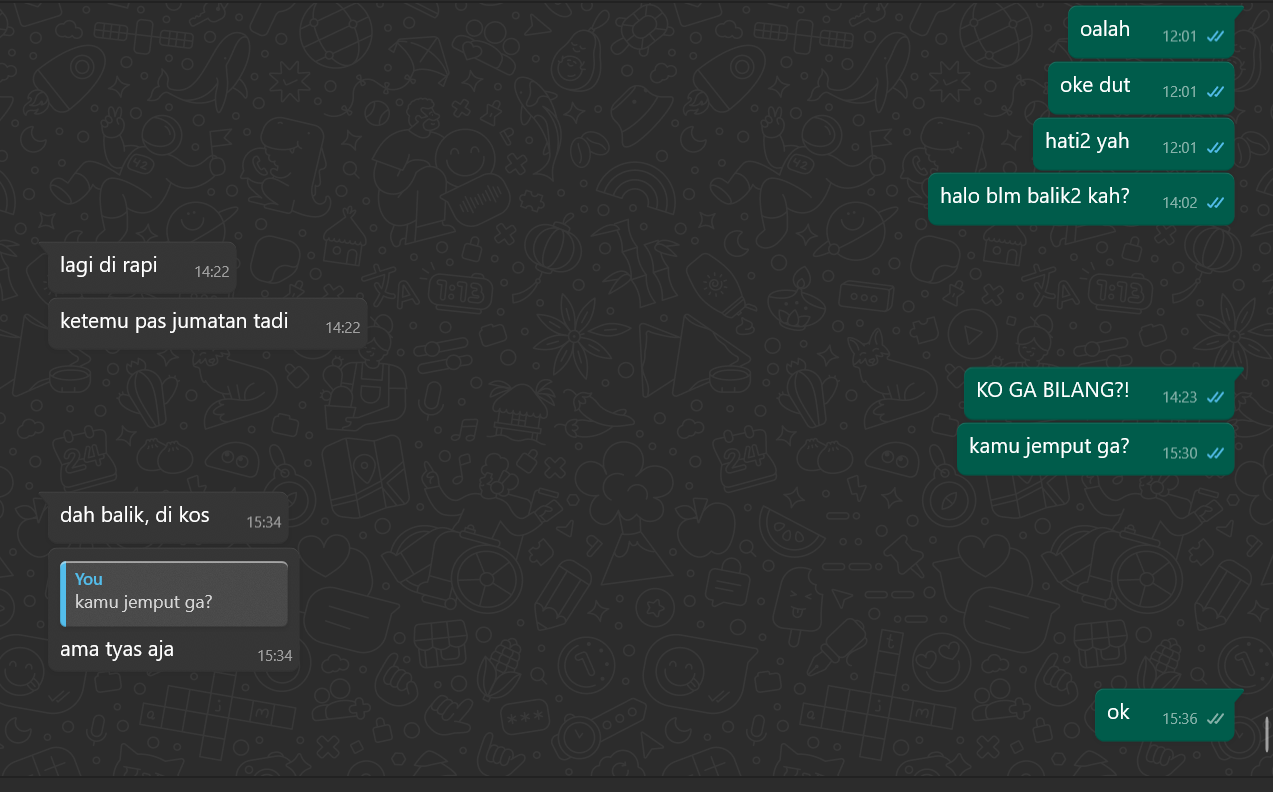 oalah 12:01
oke dut 12:01
hati2 yah 12:01
halo blm balik2 kah? 14:02
lagi di rapi 14:22
ketemu pas jumatan tadi 14:22
KO GA BILANG?! 14:23
kamu jemput ga? 15:30
dah balik, di kos 15:34
You
kamu jemput ga?
ama tyas aja 15:34
ok 15:36